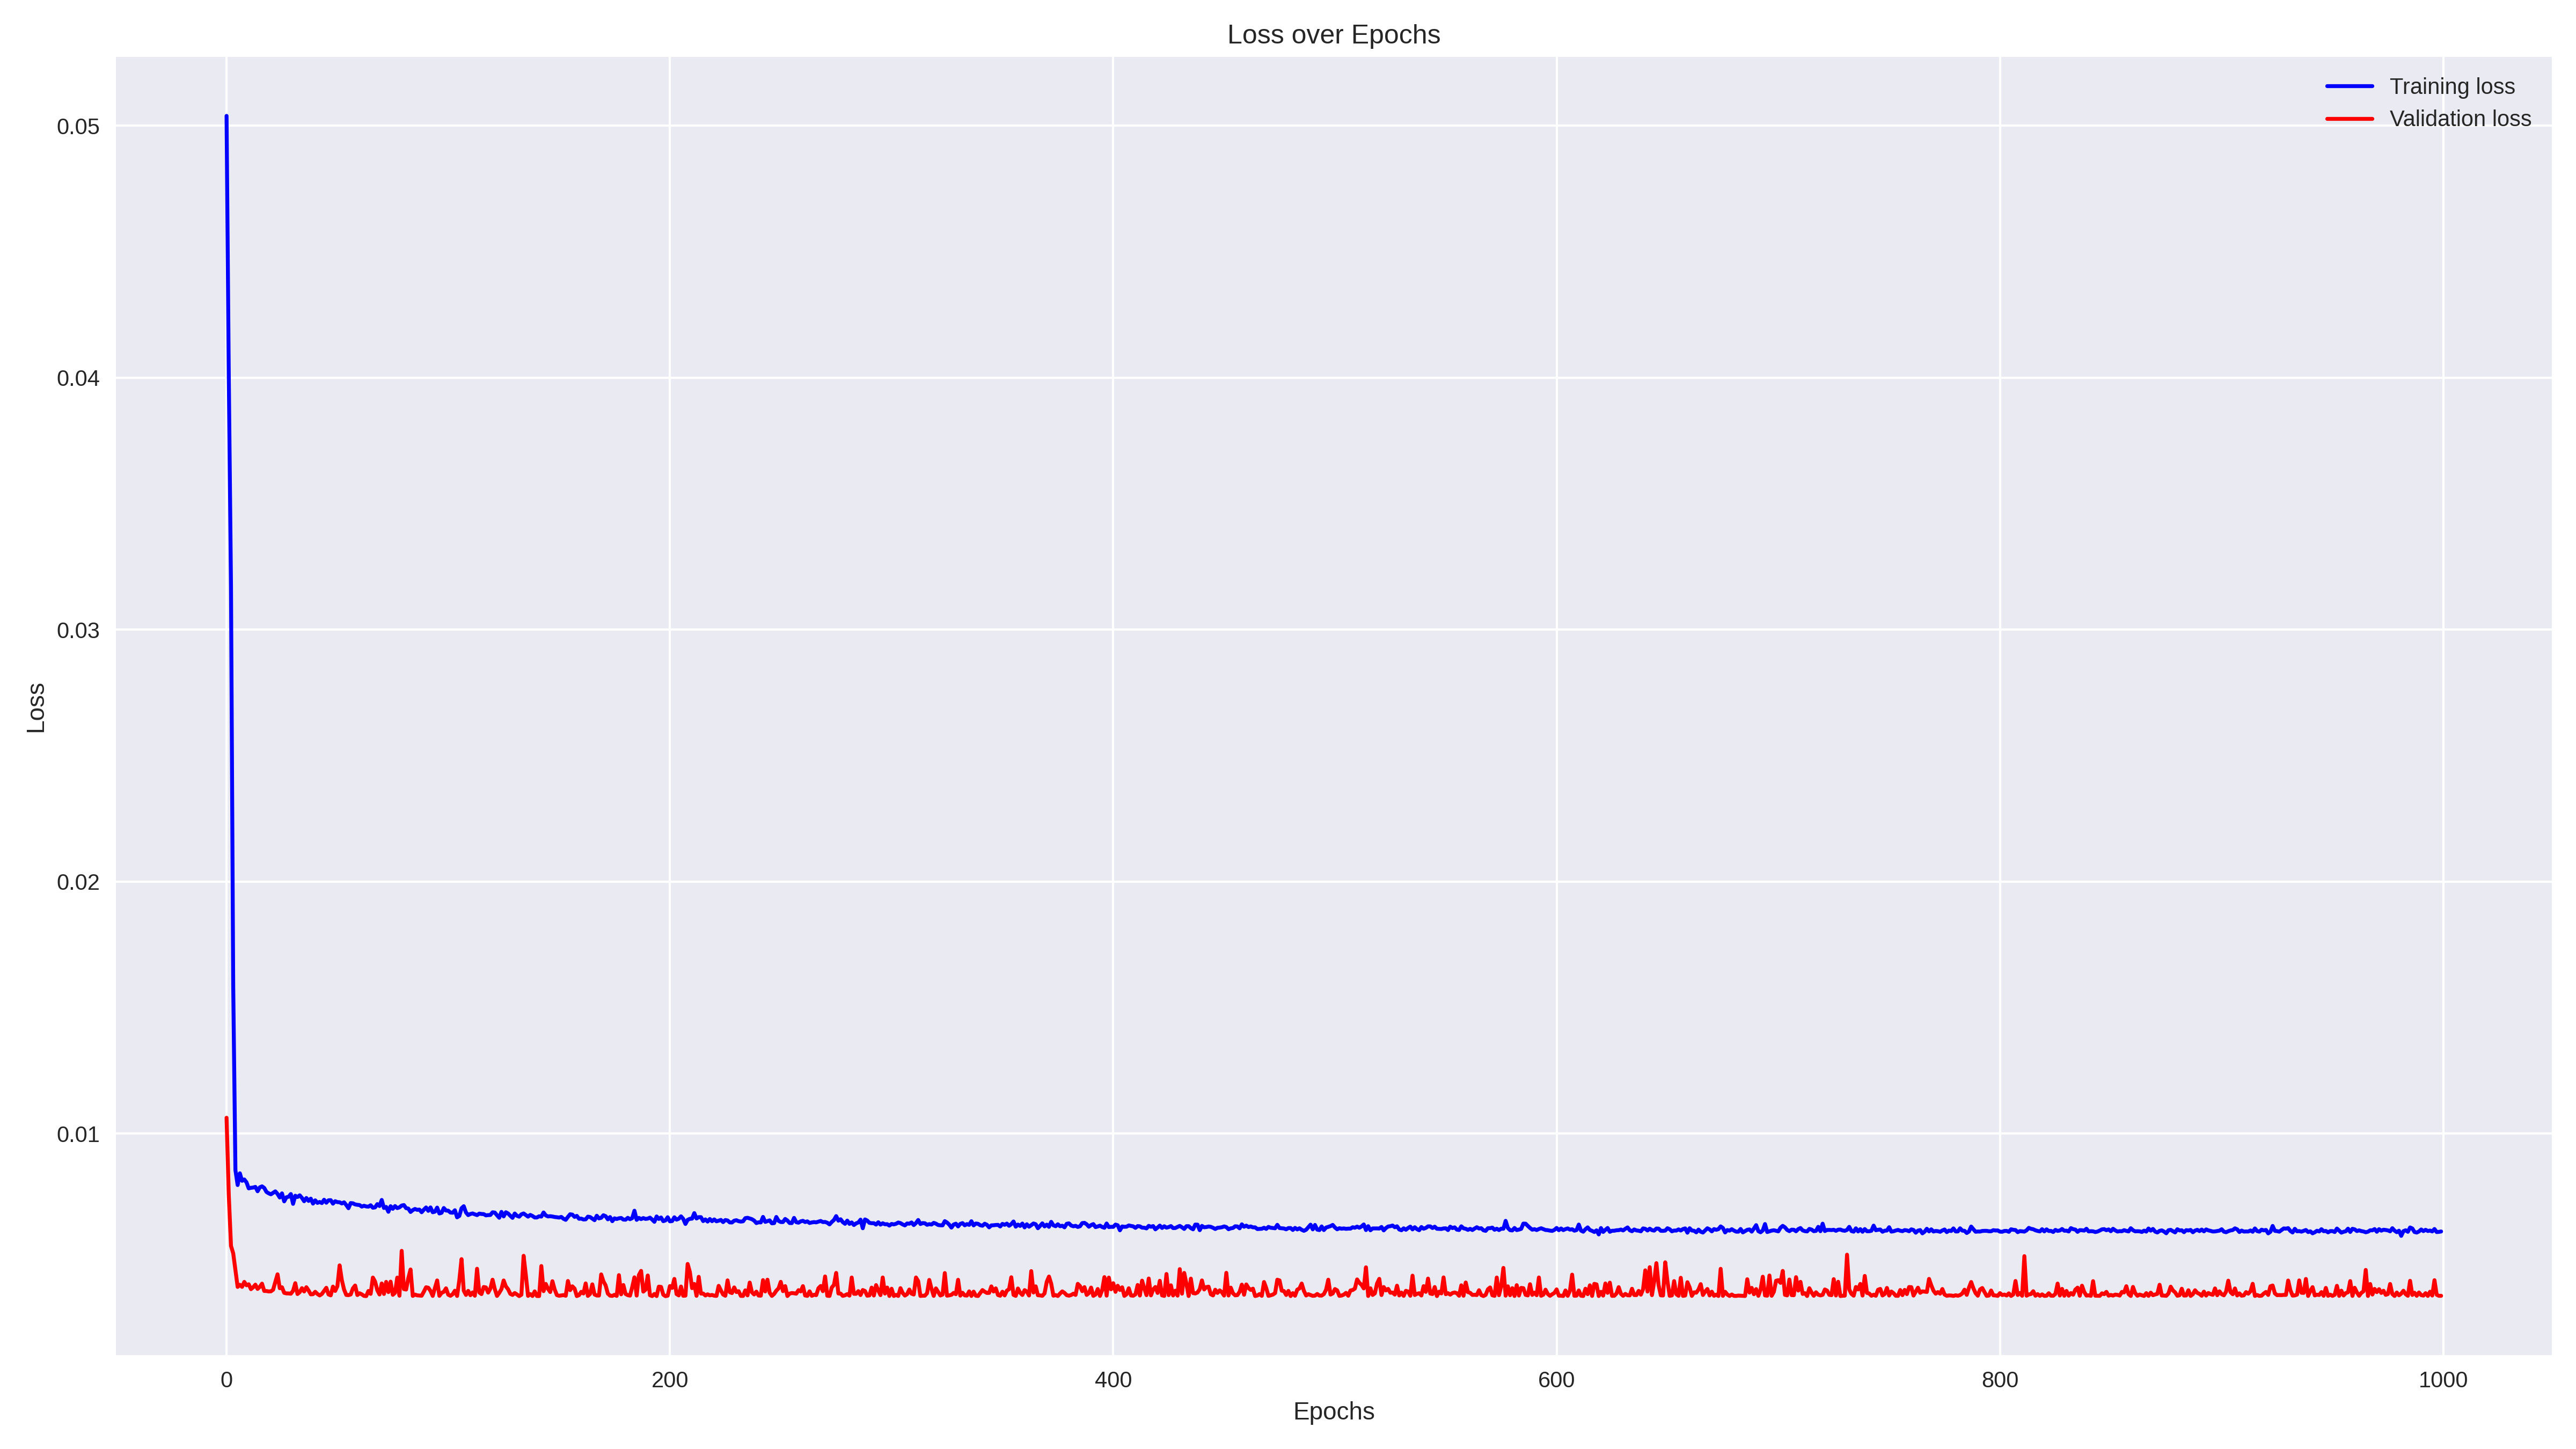 Loss over Epochs
Training loss
Validation loss
0.05
0.04
0.03
0.02
0.01
Loss
0
200
400
600
800
1000
Epochs